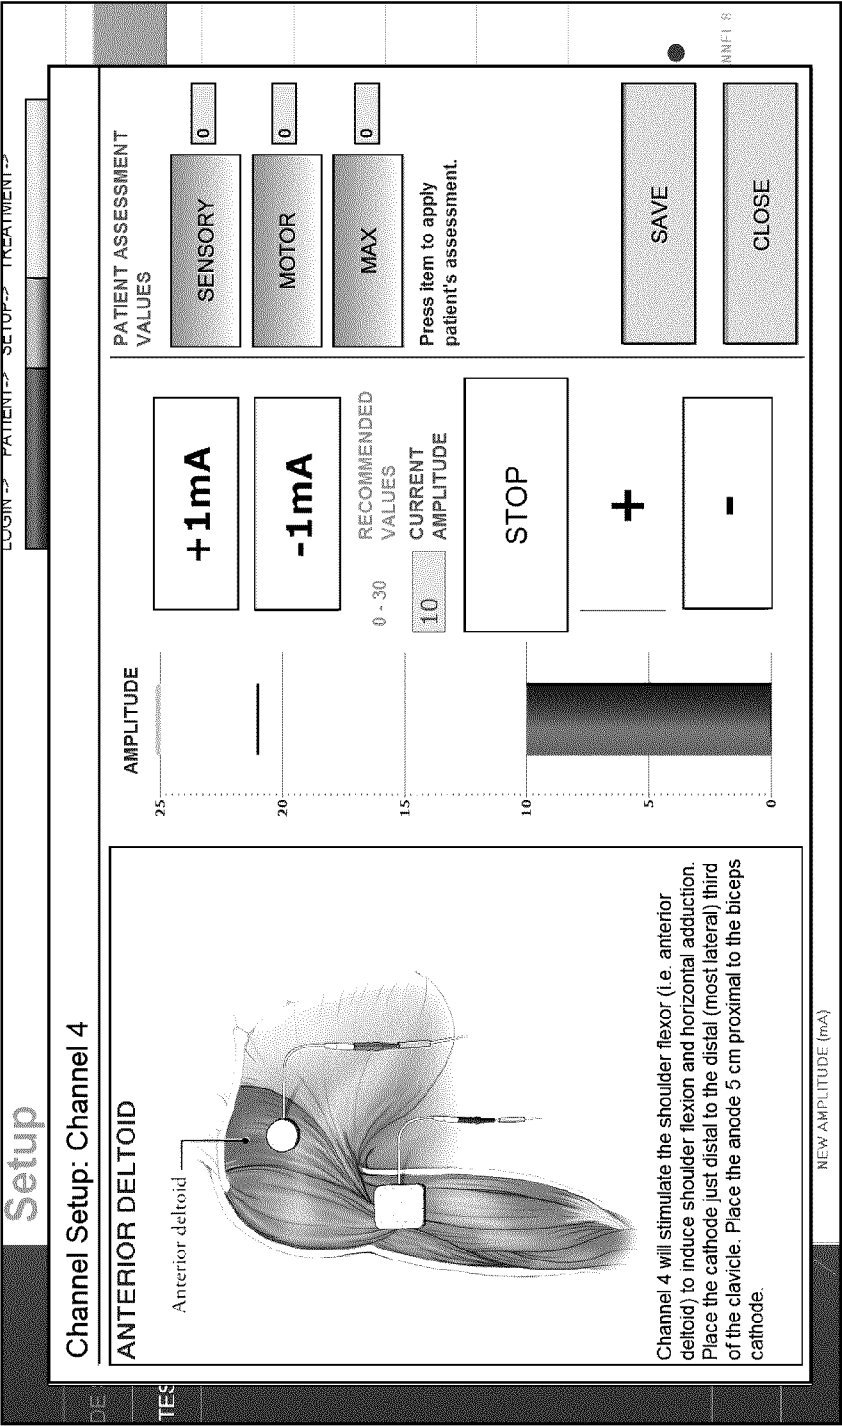 LOGIN -> PATIENT-> SETUP-> TREATMENT->
Setup
Channel Setup: Channel 4
ANTERIOR DELTOID
Anterior deltoid
Channel 4 will stimulate the shoulder flexor (i.e. anterior
deltoid) to induce shoulder flexion and horizontal adduction.
Place the cathode just distal to the distal (most lateral) third
of the clavicle. Place the anode 5 cm proximal to the biceps
cathode.
AMPLITUDE
25
20
15
10
5
0
+1mA
-1mA
0 - 30
RECOMMENDED
VALUES
10
CURRENT
AMPLITUDE
STOP
+
-
PATIENT ASSESSMENT
VALUES
SENSORY
0
MOTOR
0
MAX
0
Press item to apply
patient's assessment.
SAVE
CLOSE
NEW AMPLITUDE (mA)